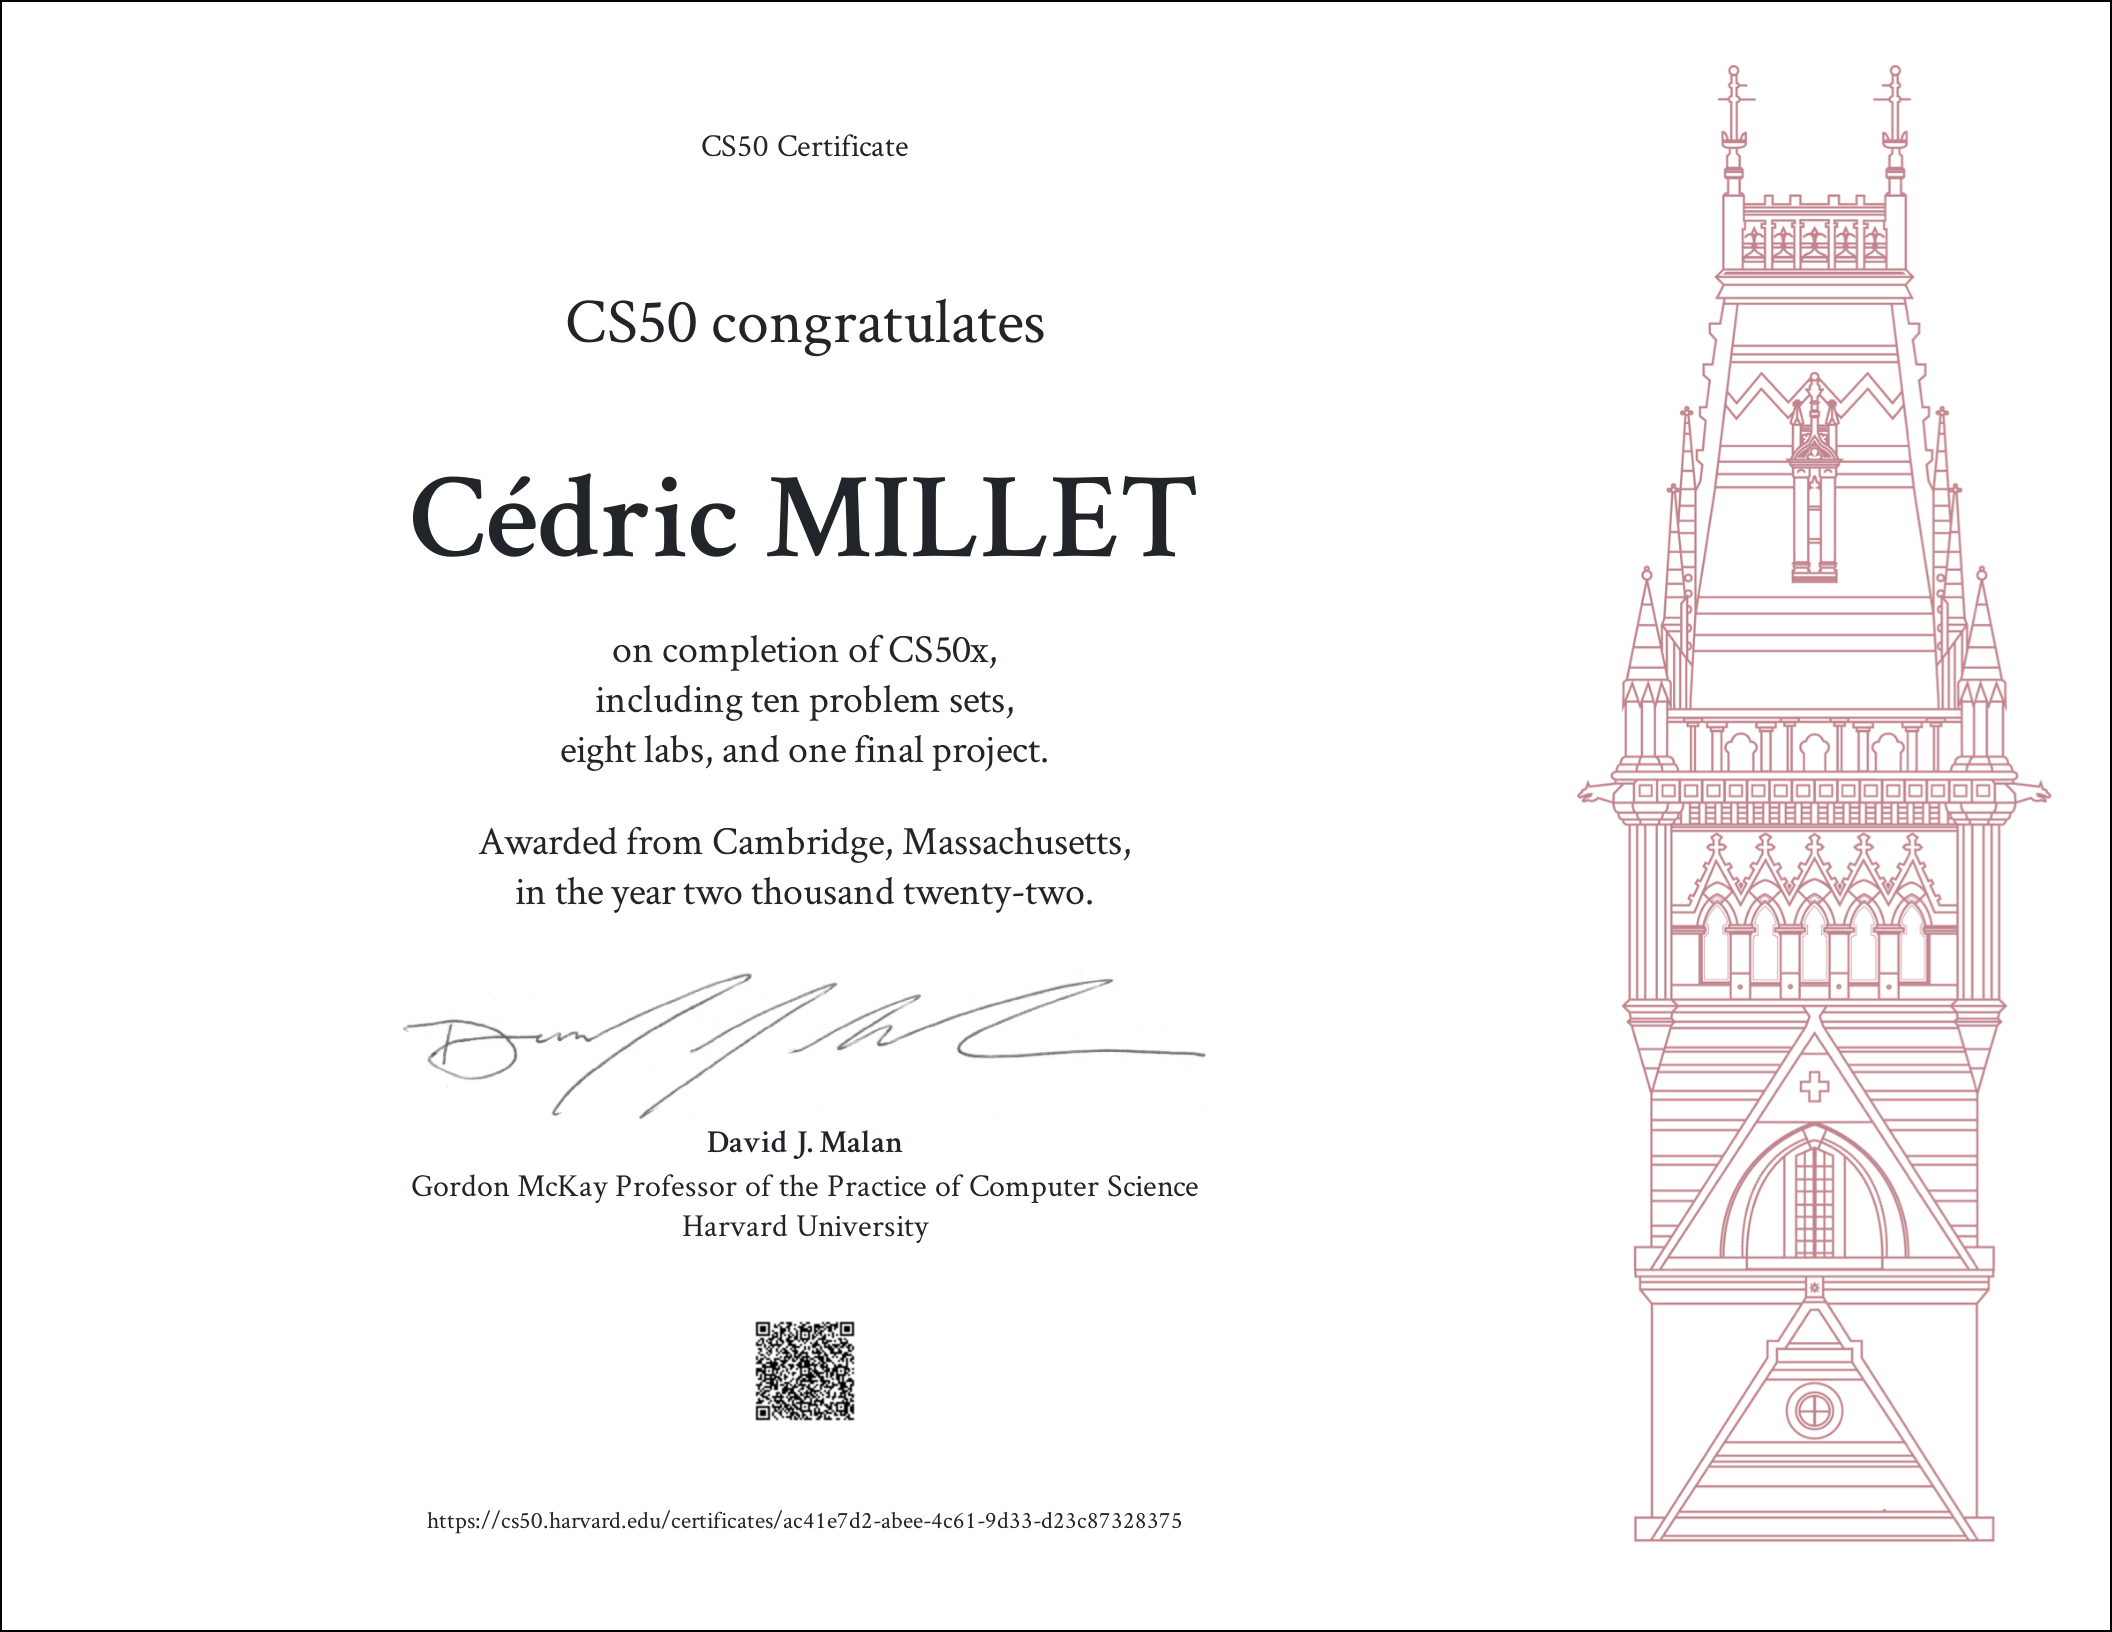 CS50 Certificate
CS50 congratulates
Cédric MILLET
on completion of CS50x,
including ten problem sets,
eight labs, and one final project.
Awarded from Cambridge, Massachusetts,
in the year two thousand twenty-two.
David J. Malan
Gordon McKay Professor of the Practice of Computer Science
Harvard University
https://cs50.harvard.edu/certificates/ac41e7d2-abee-4c61-9d33-d23c87328375